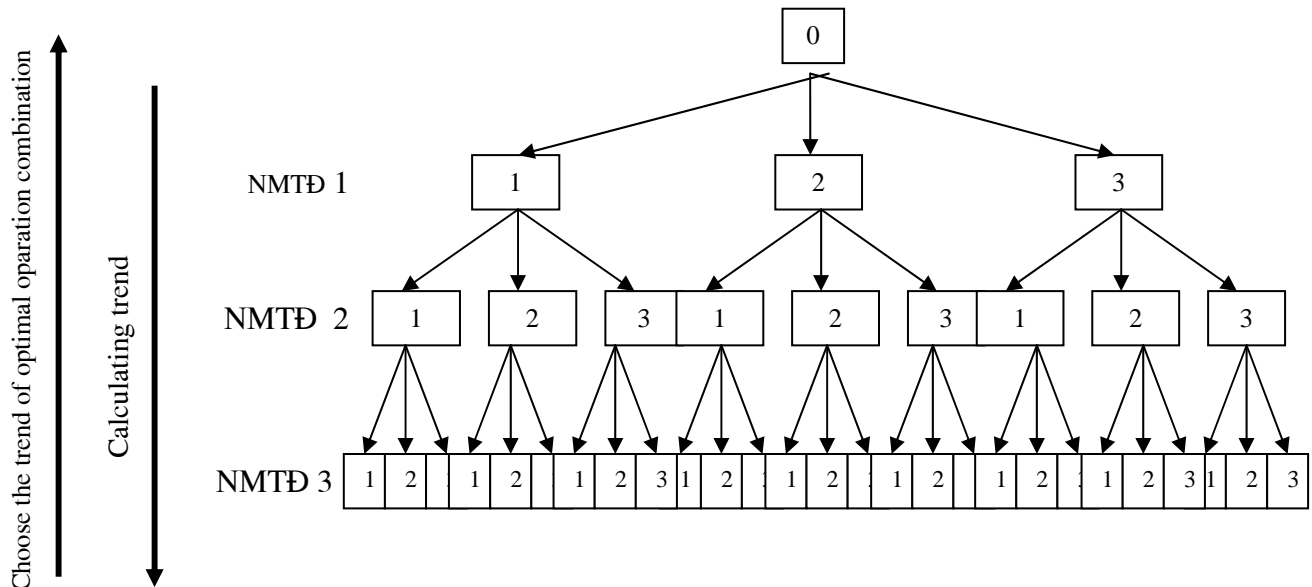 Choose the trend of optimal oparation combination
Calculating trend
0
NMTĐ 1 1 2 3
NMTĐ 2 1 2 3 1 2 3 1 2 3
NMTĐ 3 1 2 1 2 1 2 3 1 2 1 2 1 2 1 2 1 2 3 1 2 3